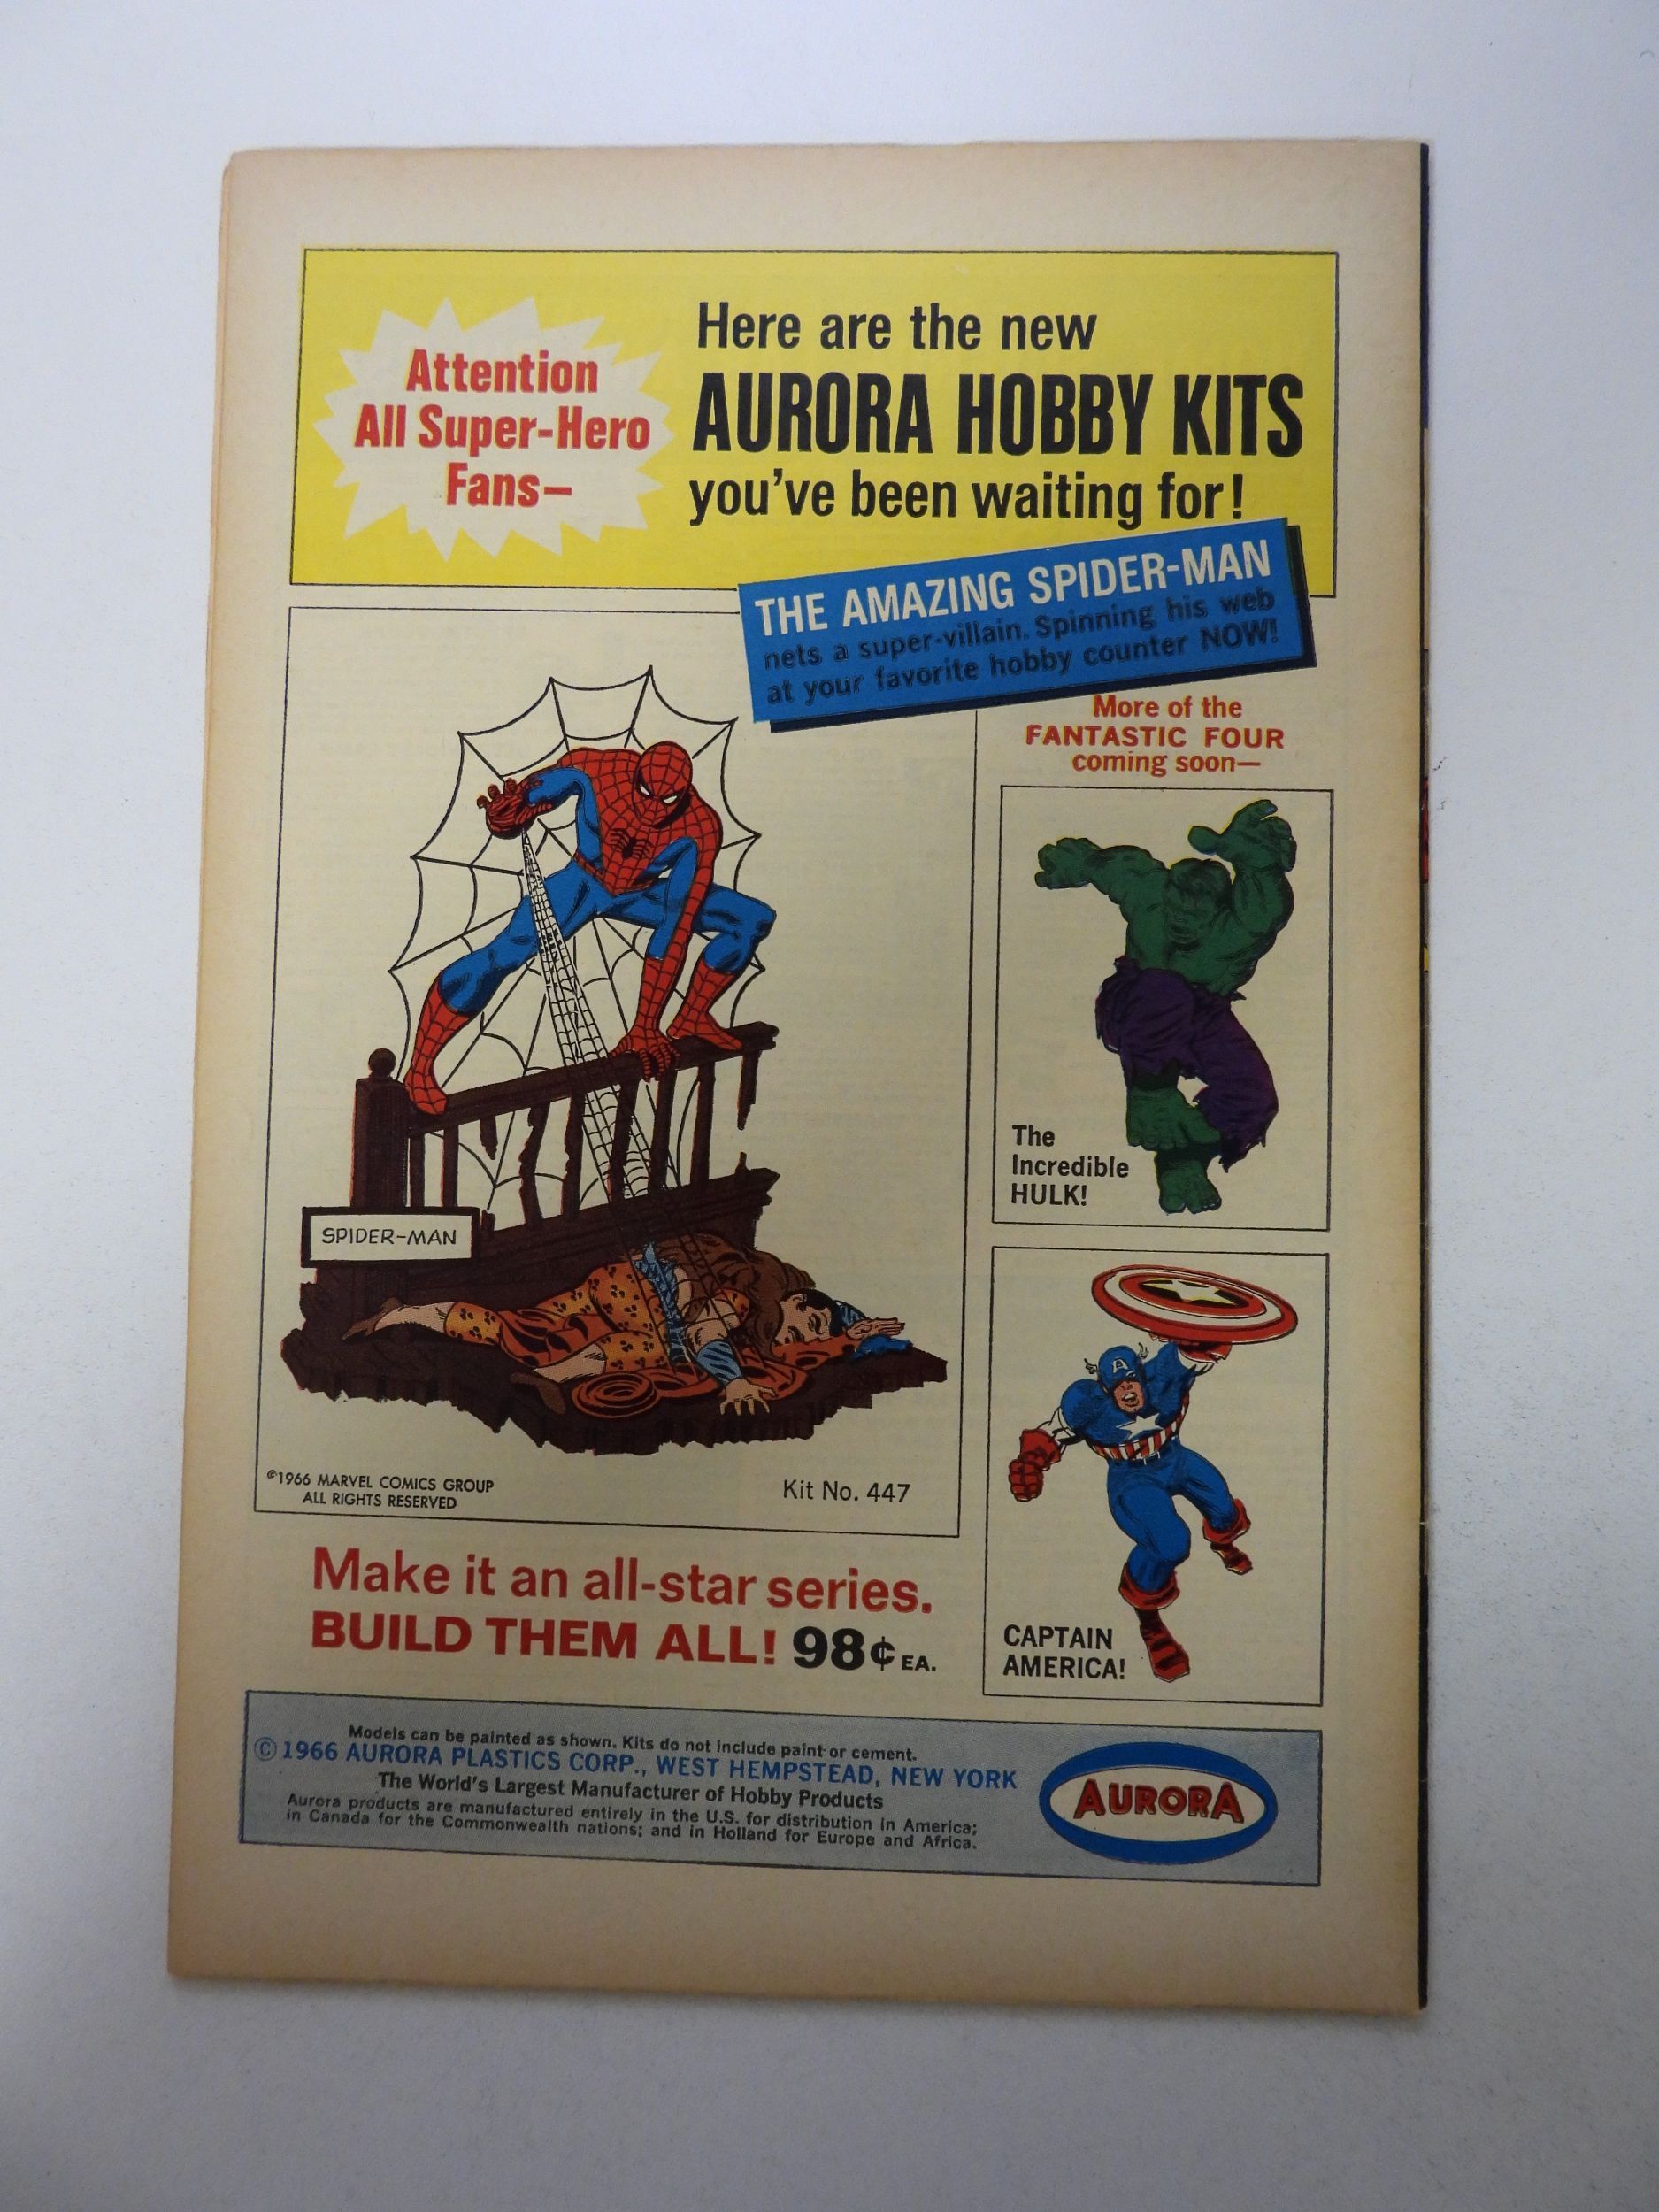 Attention
All Super-Hero
Fans—
Here are the new
AURORA HOBBY KITS
you've been waiting for!
THE AMAZING SPIDER-MAN
nets a super-villain. Spinning his web
at your favorite hobby counter NOW!
More of the
FANTASTIC FOUR
coming soon—
The
Incredible
HULK!
SPIDER-MAN
©1966 MARVEL COMICS GROUP
ALL RIGHTS RESERVED
Kit No. 447
A
CAPTAIN
AMERICA!
Make it an all-star series.
BUILD THEM ALL! 98¢ EA.
Models can be painted as shown. Kits do not include paint or cement.
© 1966 AURORA PLASTICS CORP., WEST HEMPSTEAD, NEW YORK
The World's Largest Manufacturer of Hobby Products
Aurora products are manufactured entirely in the U.S. for distribution in America;
in Canada for the Commonwealth nations; and in Holland for Europe and Africa.
AURORA